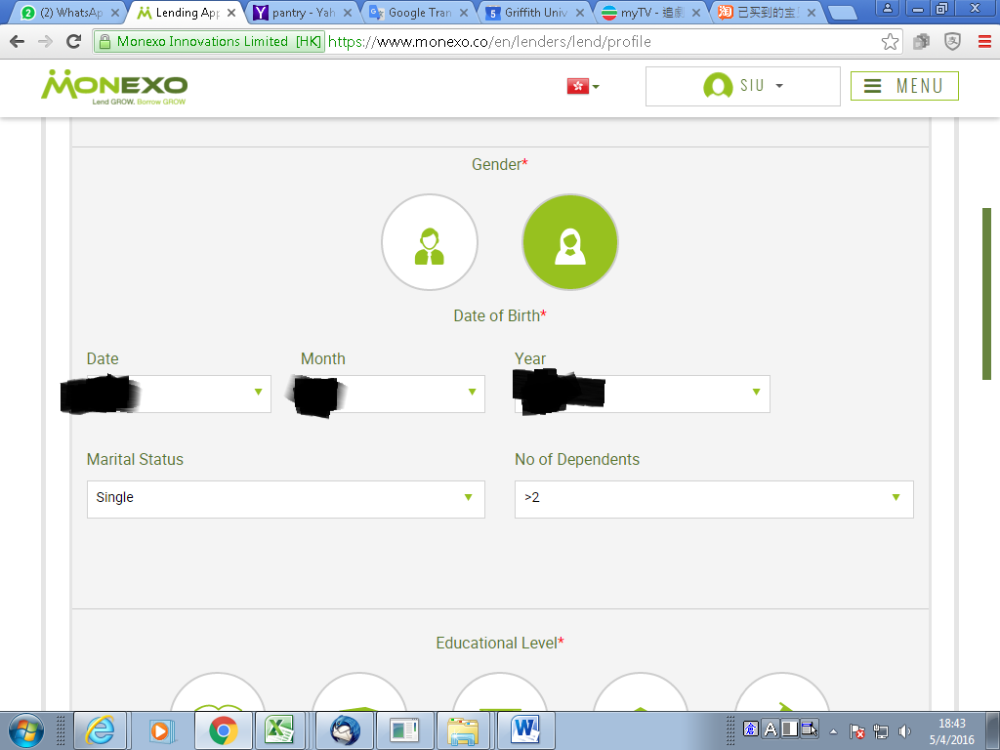 (2) WhatsAp
Lending App
pantry - Yah
Google Tran
Griffith Univ
myTV - 追劇
已买到的宝
Monexo Innovations Limited [HK]
https://www.monexo.co/en/lenders/lend/profile
MONEXO
Lend GROW. Borrow GROW
SIU
MENU
Gender*
Date of Birth*
Date
Month
Year
Marital Status
No of Dependents
Single
>2
Educational Level*
18:43
5/4/2016